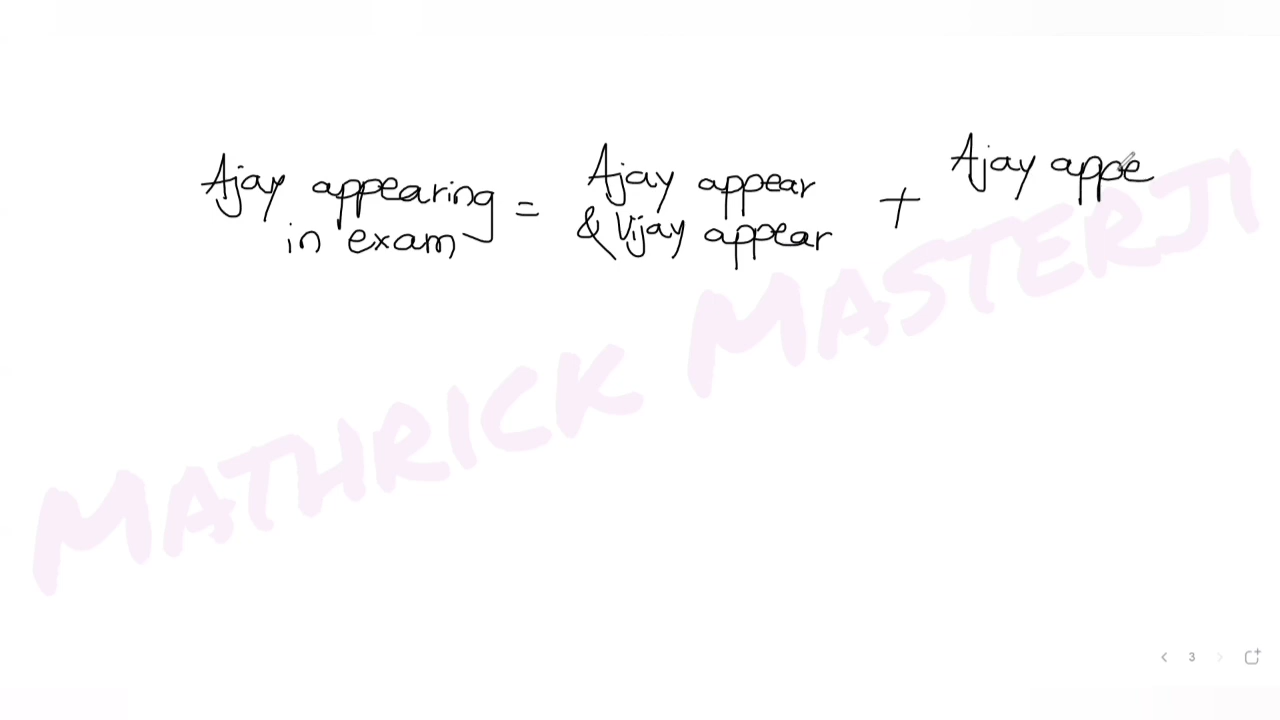 Ajay appearing in exam = Ajay appear & Vijay appear + Ajay appe
MATHRICK MASTERJI
3